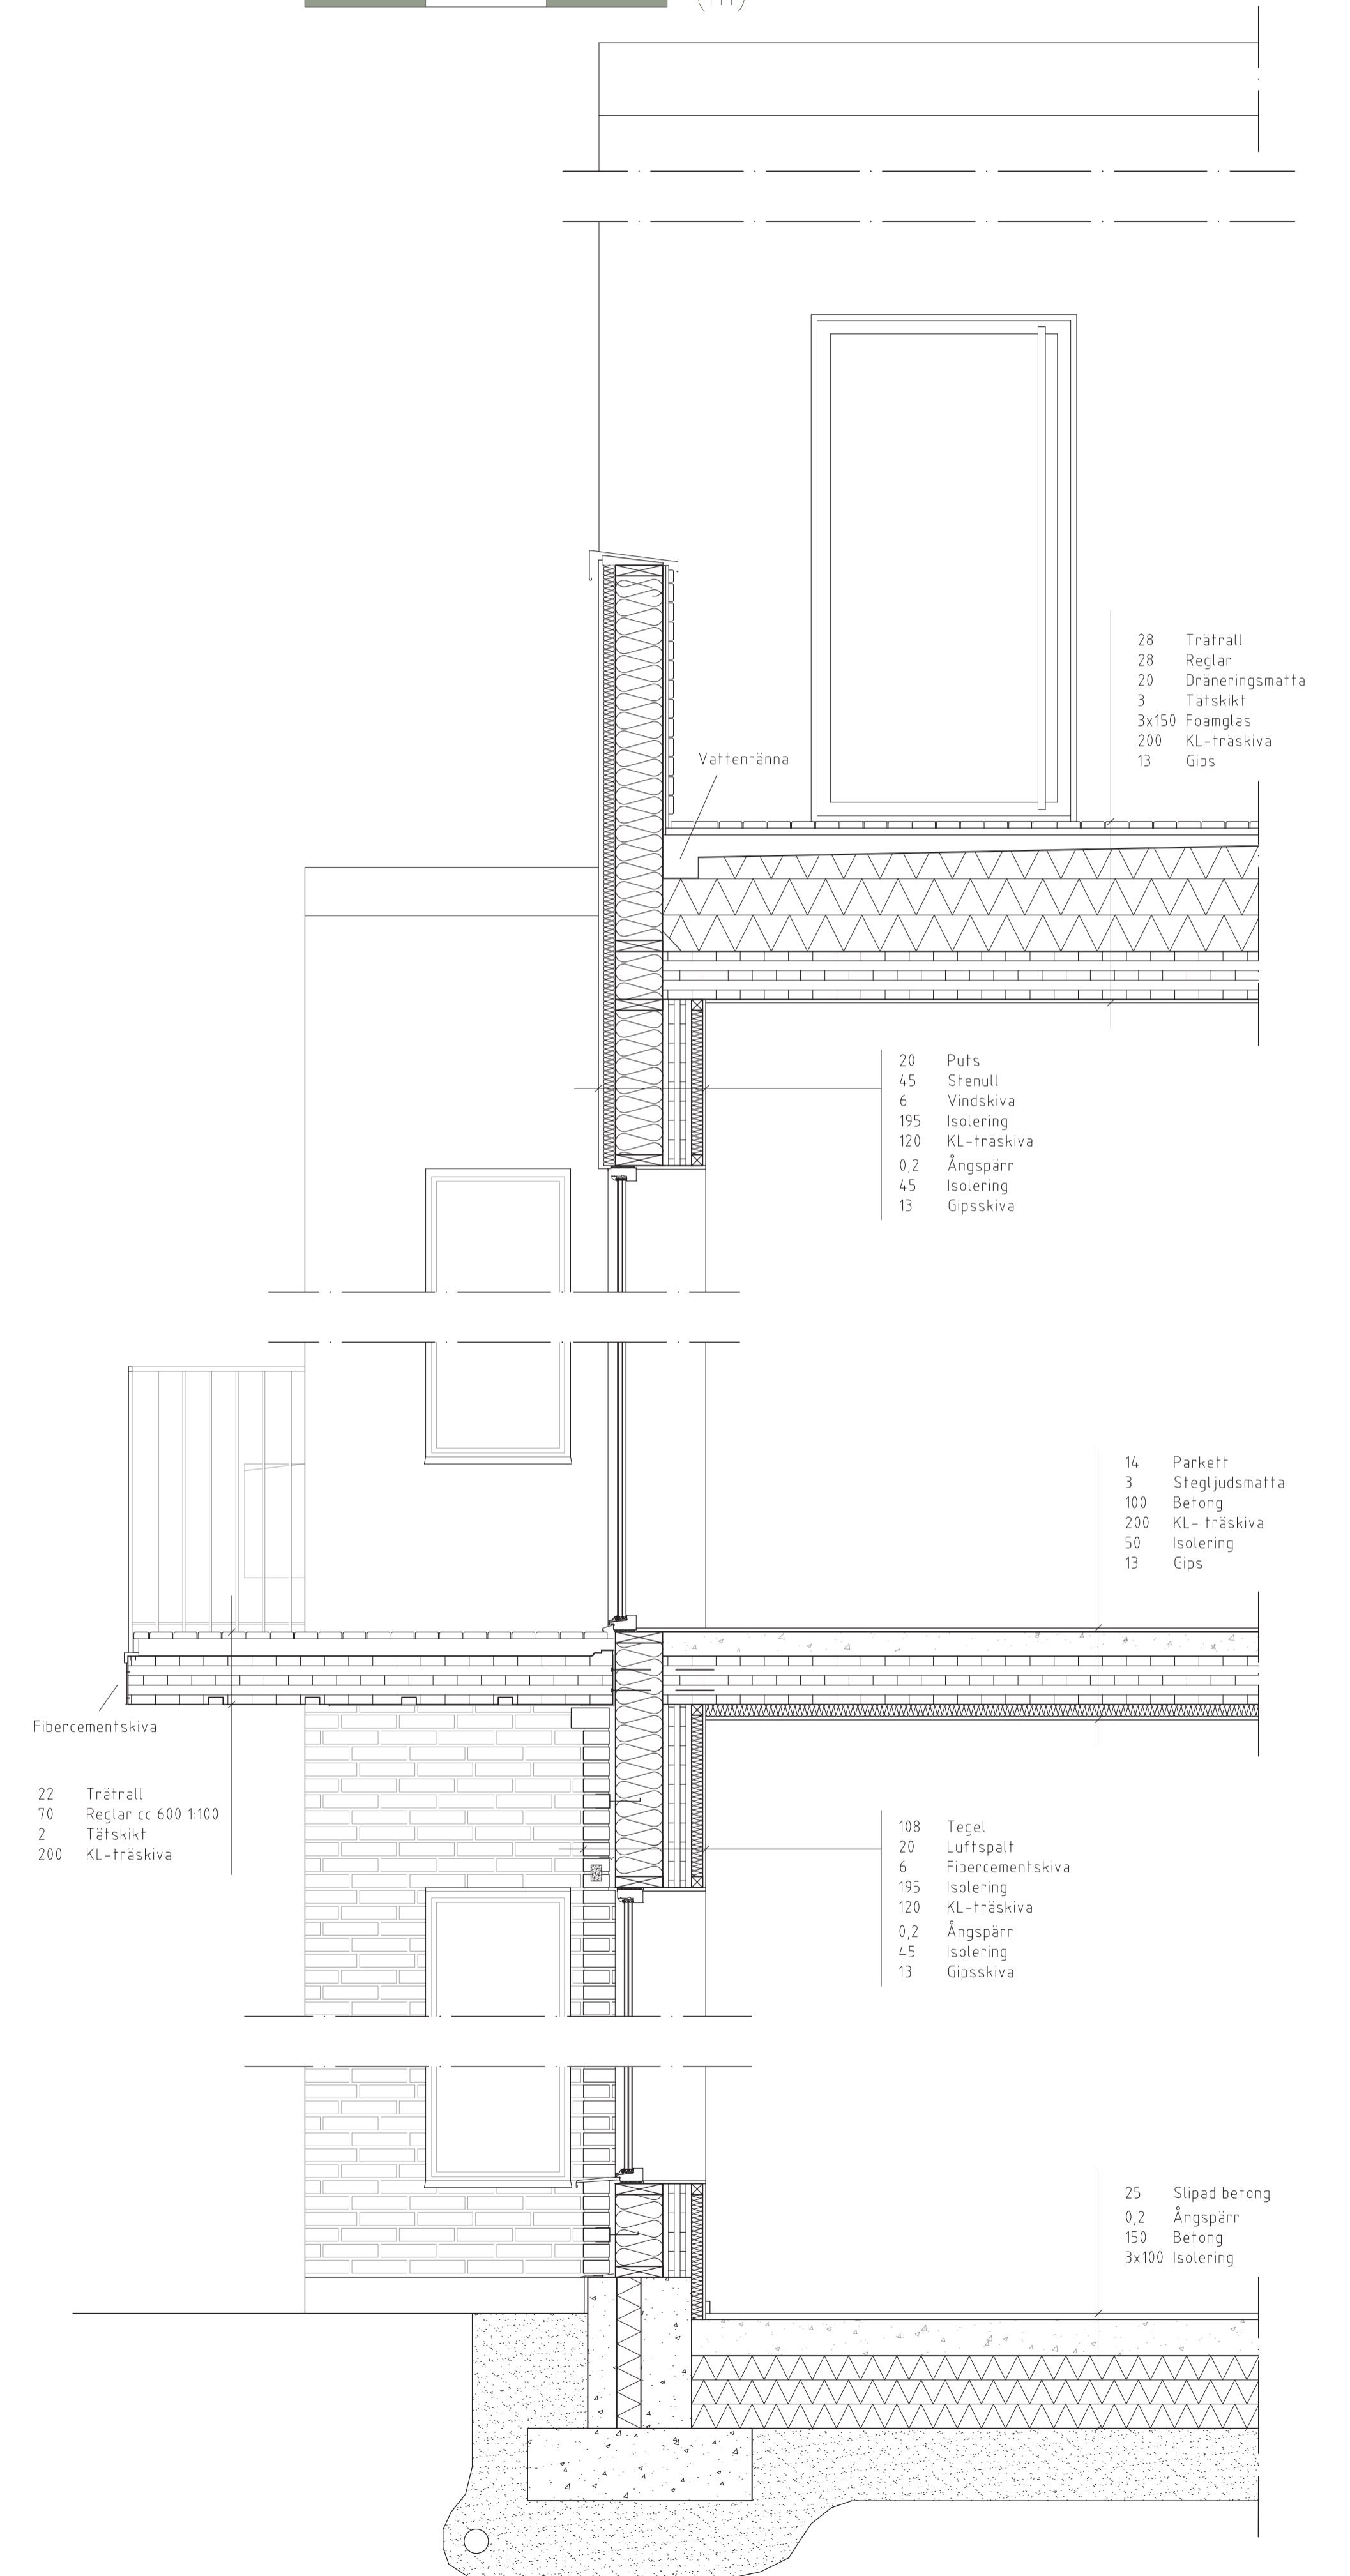 (m)
28 Trätrall
28 Reglar
20 Dräneringsmatta
3 Tätskikt
3x150 Foamglas
200 KL-träskiva
13 Gips
Vattenränna
20 Puts
45 Stenull
6 Vindskiva
195 Isolering
120 KL-träskiva
0,2 Ångspärr
45 Isolering
13 Gipsskiva
14 Parkett
3 Stegljudsmatta
100 Betong
200 KL- träskiva
50 Isolering
13 Gips
Fibercementskiva
22 Trätrall
70 Reglar cc 600 1:100
2 Tätskikt
200 KL-träskiva
108 Tegel
20 Luftspalt
6 Fibercementskiva
195 Isolering
120 KL-träskiva
0,2 Ångspärr
45 Isolering
13 Gipsskiva
25 Slipad betong
0,2 Ångspärr
150 Betong
3x100 Isolering